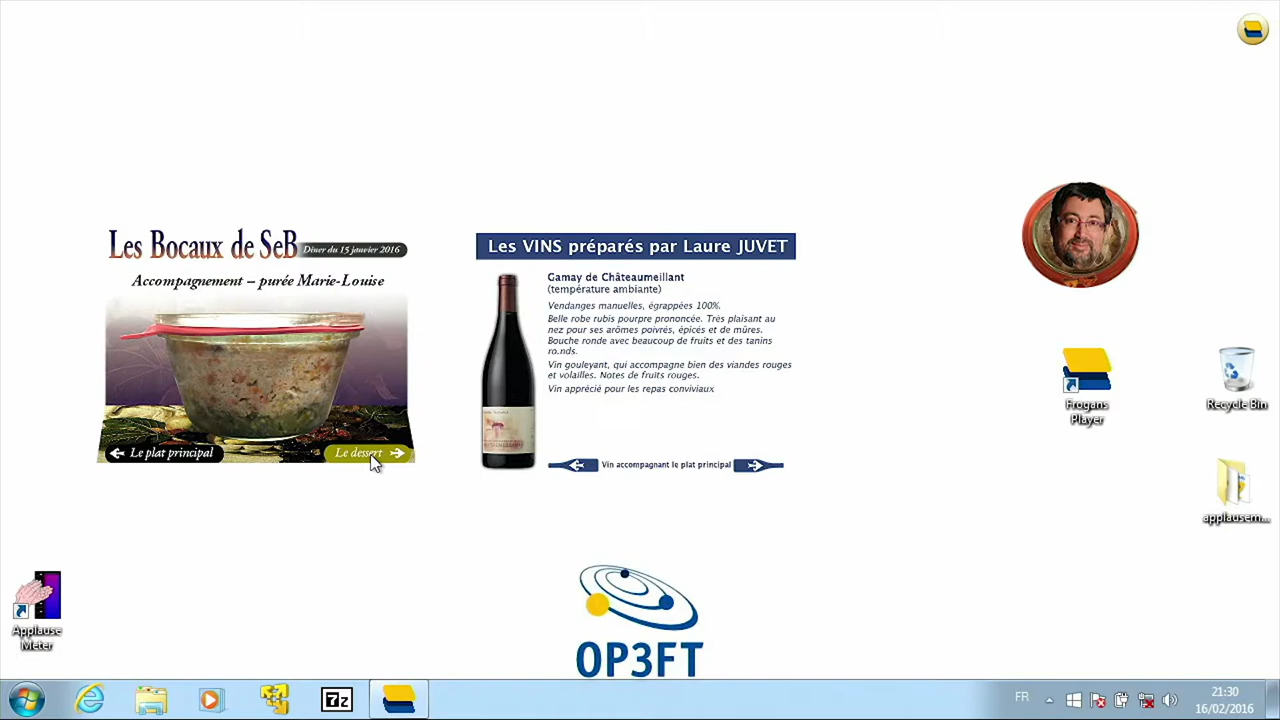 Les Bocaux de SeB
Dîner du 15 janvier 2016
Accompagnement – purée Marie-Louise
Le plat principal
Le dessert
Les VINS préparés par Laure JUVET
Gamay de Châteaumeillant
(température ambiante)
Vendanges manuelles, égrappées 100%.
Belle robe rubis pourpre prononcée. Très plaisant au
nez pour ses arômes poivrés, épicés et de mûres.
Bouche ronde avec beaucoup de fruits et des tanins
ro.nds.
Vin gouleyant, qui accompagne bien des viandes rouges
et volailles. Notes de fruits rouges.
Vin apprécié pour les repas conviviaux
Vin accompagnant le plat principal
Frogans
Player
Recycle Bin
applausem...
Applause
Meter
OP3FT
7z
FR
21:30
16/02/2016